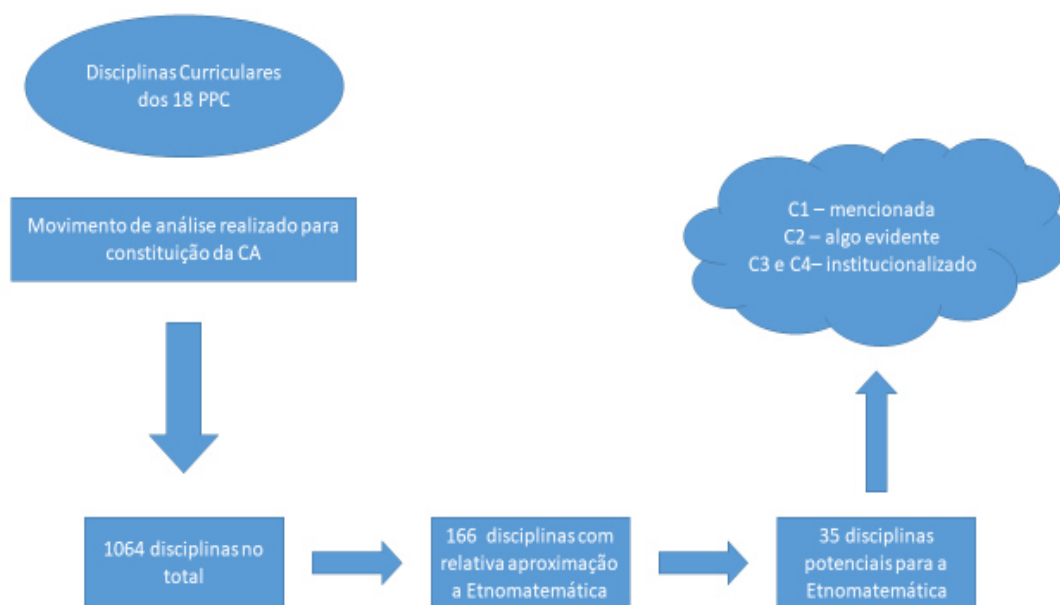 Disciplinas Curriculares
dos 18 PPC
Movimento de análise realizado para
constituição da CA
C1 – mencionada
C2 – algo evidente
C3 e C4– institucionalizado
1064 disciplinas no
total
166 disciplinas com
relativa aproximação
a Etnomatemática
35 disciplinas
potenciais para a
Etnomatemática